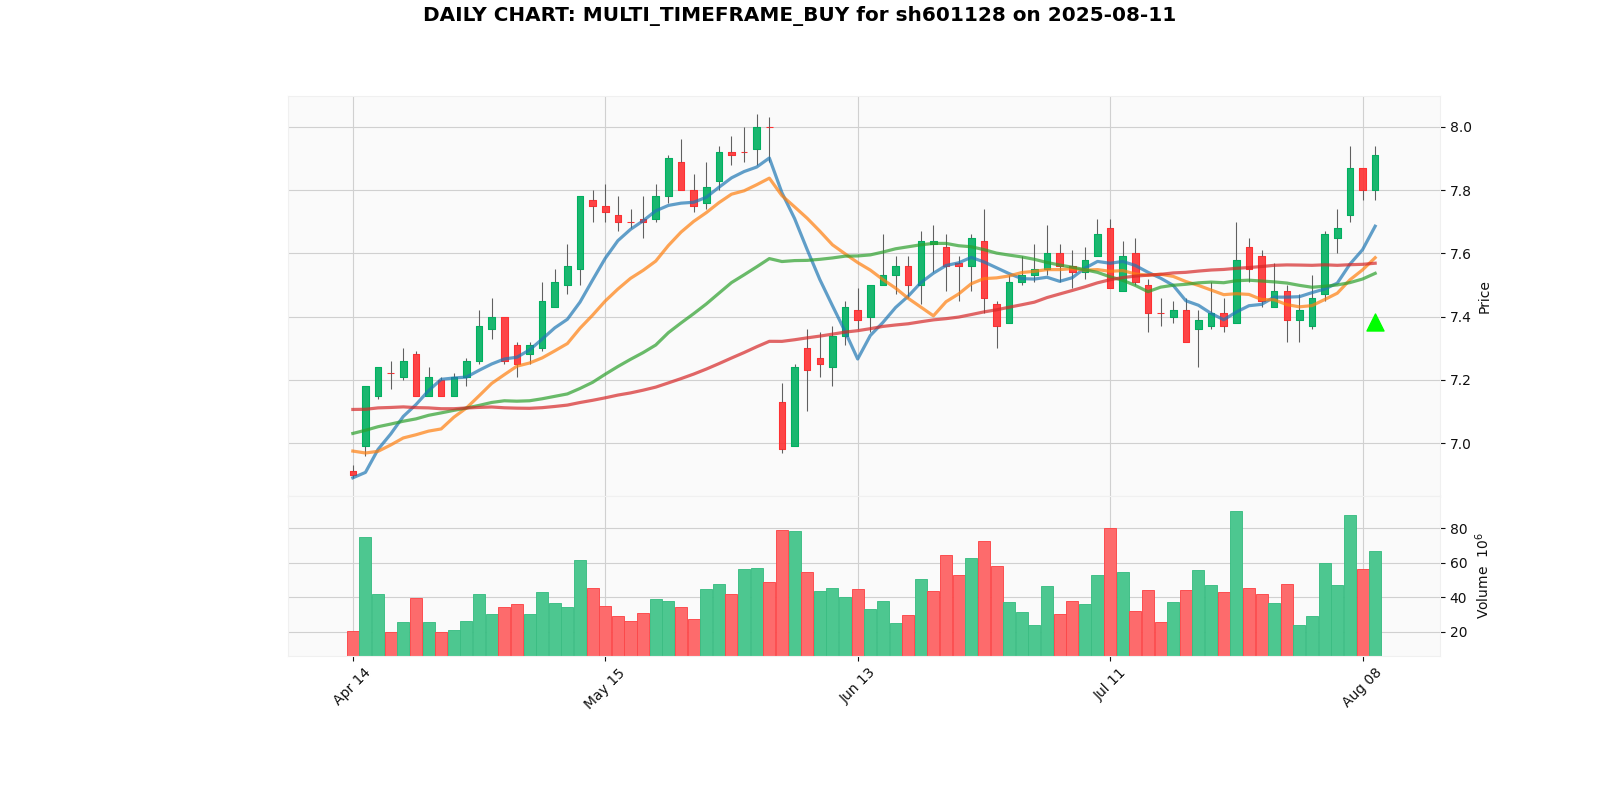 DAILY CHART: MULTI_TIMEFRAME_BUY for sh601128 on 2025-08-11
8.0
7.8
7.6
7.4
7.2
7.0
Price
80
60
40
20
Volume 10^6
Apr 14
May 15
Jun 13
Jul 11
Aug 08